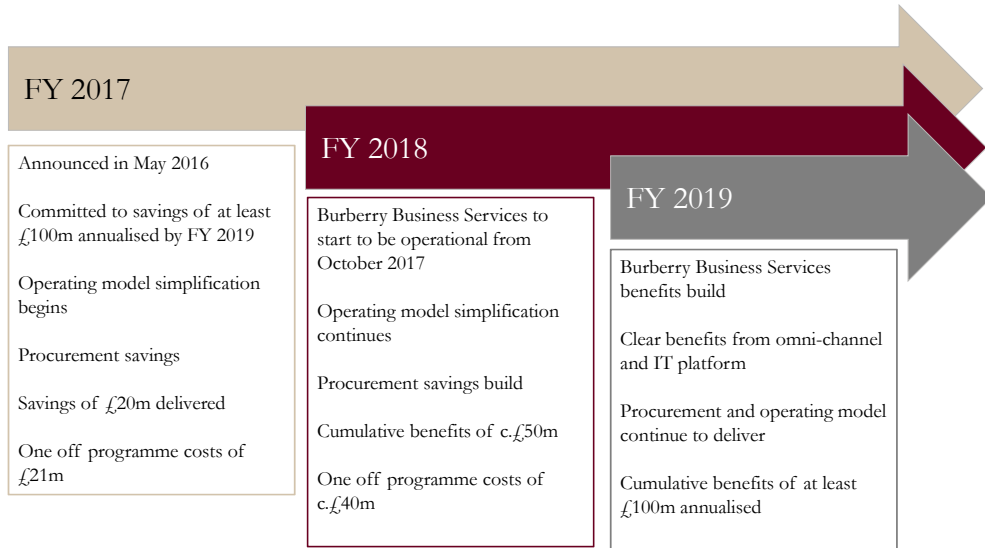 FY 2017
Announced in May 2016
Committed to savings of at least
£100m annualised by FY 2019
Operating model simplification
begins
Procurement savings
Savings of £20m delivered
One off programme costs of
£21m
FY 2018
Burberry Business Services to
start to be operational from
October 2017
Operating model simplification
continues
Procurement savings build
Cumulative benefits of c.£50m
One off programme costs of
c.£40m
FY 2019
Burberry Business Services
benefits build
Clear benefits from omni-channel
and IT platform
Procurement and operating model
continue to deliver
Cumulative benefits of at least
£100m annualised